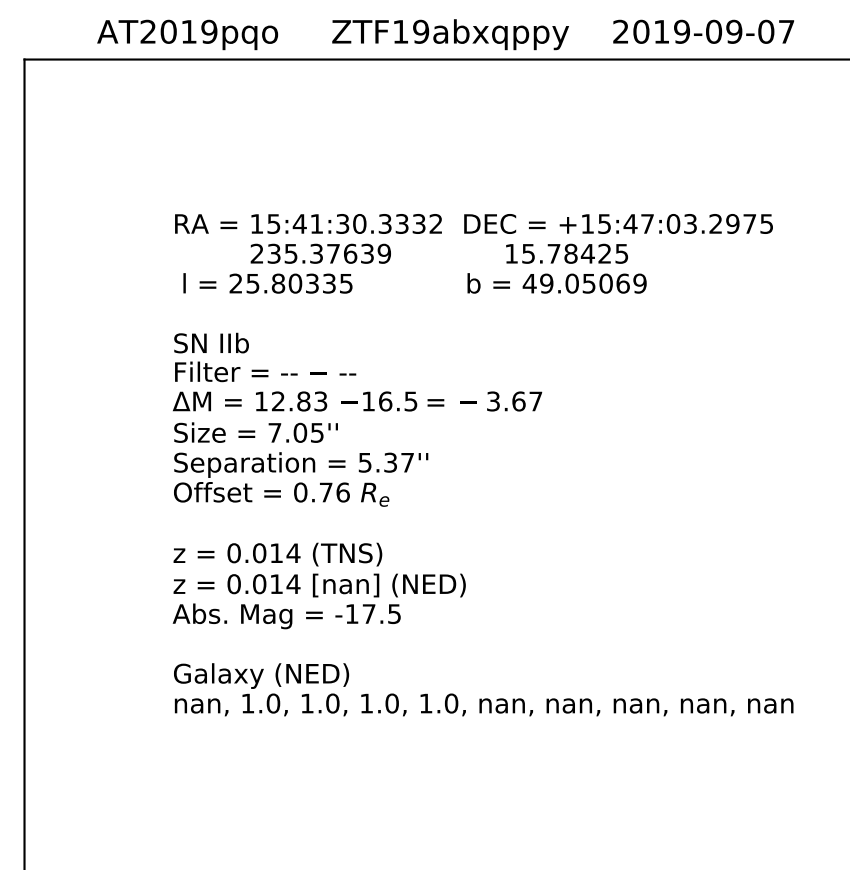 AT2019pqo ZTF19abxqppy 2019-09-07
RA = 15:41:30.3332 DEC = +15:47:03.2975
235.37639 15.78425
l = 25.80335 b = 49.05069
SN IIb
Filter = -- − --
ΔM = 12.83 −16.5 = − 3.67
Size = 7.05''
Separation = 5.37''
Offset = 0.76 Re
z = 0.014 (TNS)
z = 0.014 [nan] (NED)
Abs. Mag = -17.5
Galaxy (NED)
nan, 1.0, 1.0, 1.0, 1.0, nan, nan, nan, nan, nan